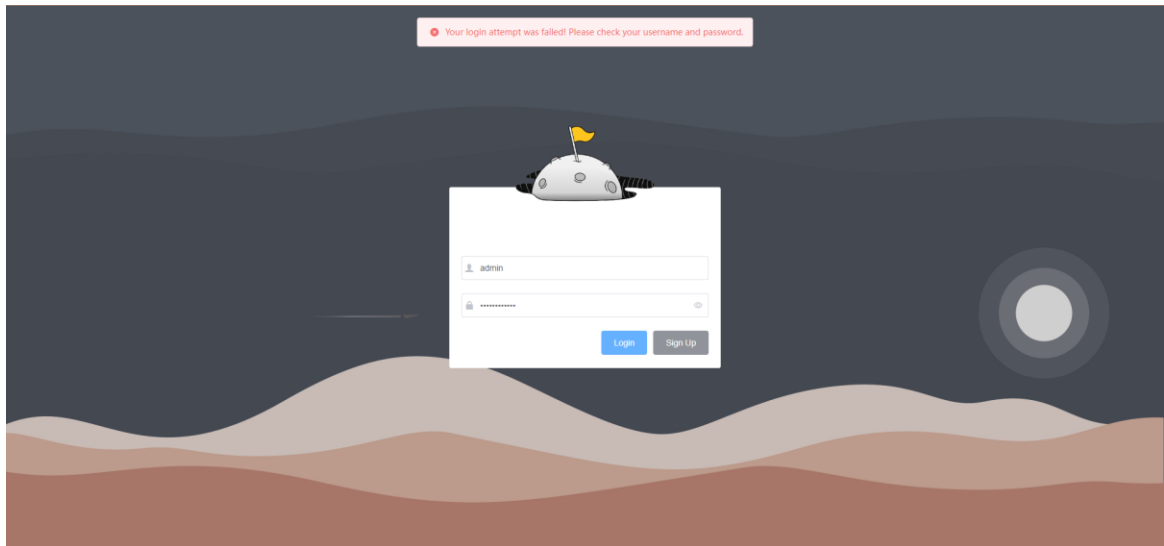 Your login attempt was failed! Please check your username and password.
admin
Login Sign Up